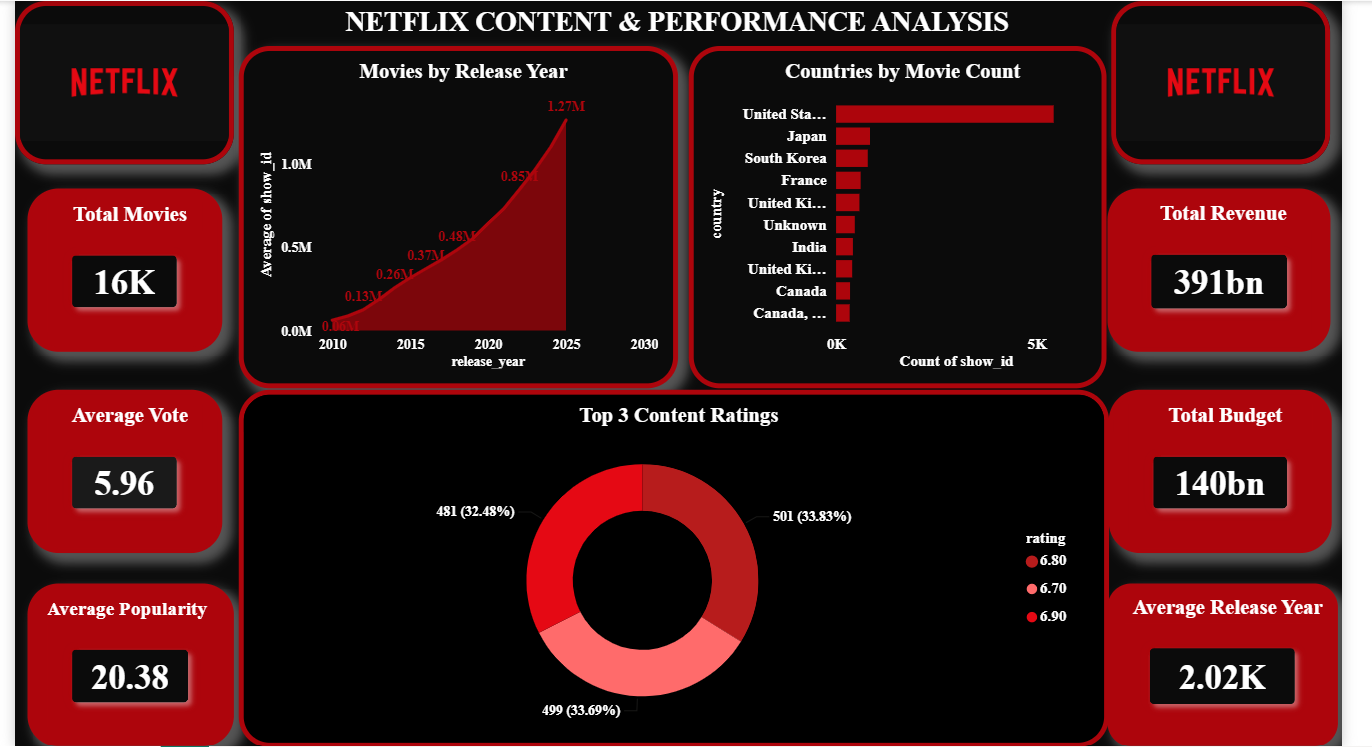 NETFLIX CONTENT & PERFORMANCE ANALYSIS
NETFLIX
NETFLIX
Total Movies
16K
Average Vote
5.96
Average Popularity
20.38
Movies by Release Year
Average of show_id
1.0M
0.5M
0.0M
0.06M
0.13M
0.26M
0.37M
0.48M
0.85M
1.27M
2010
2015
2020
2025
2030
release_year
Countries by Movie Count
country
United Sta...
Japan
South Korea
France
United Ki...
Unknown
India
United Ki...
Canada
Canada, ...
0K
5K
Count of show_id
Top 3 Content Ratings
481 (32.48%)
501 (33.83%)
499 (33.69%)
rating
6.80
6.70
6.90
Total Revenue
391bn
Total Budget
140bn
Average Release Year
2.02K